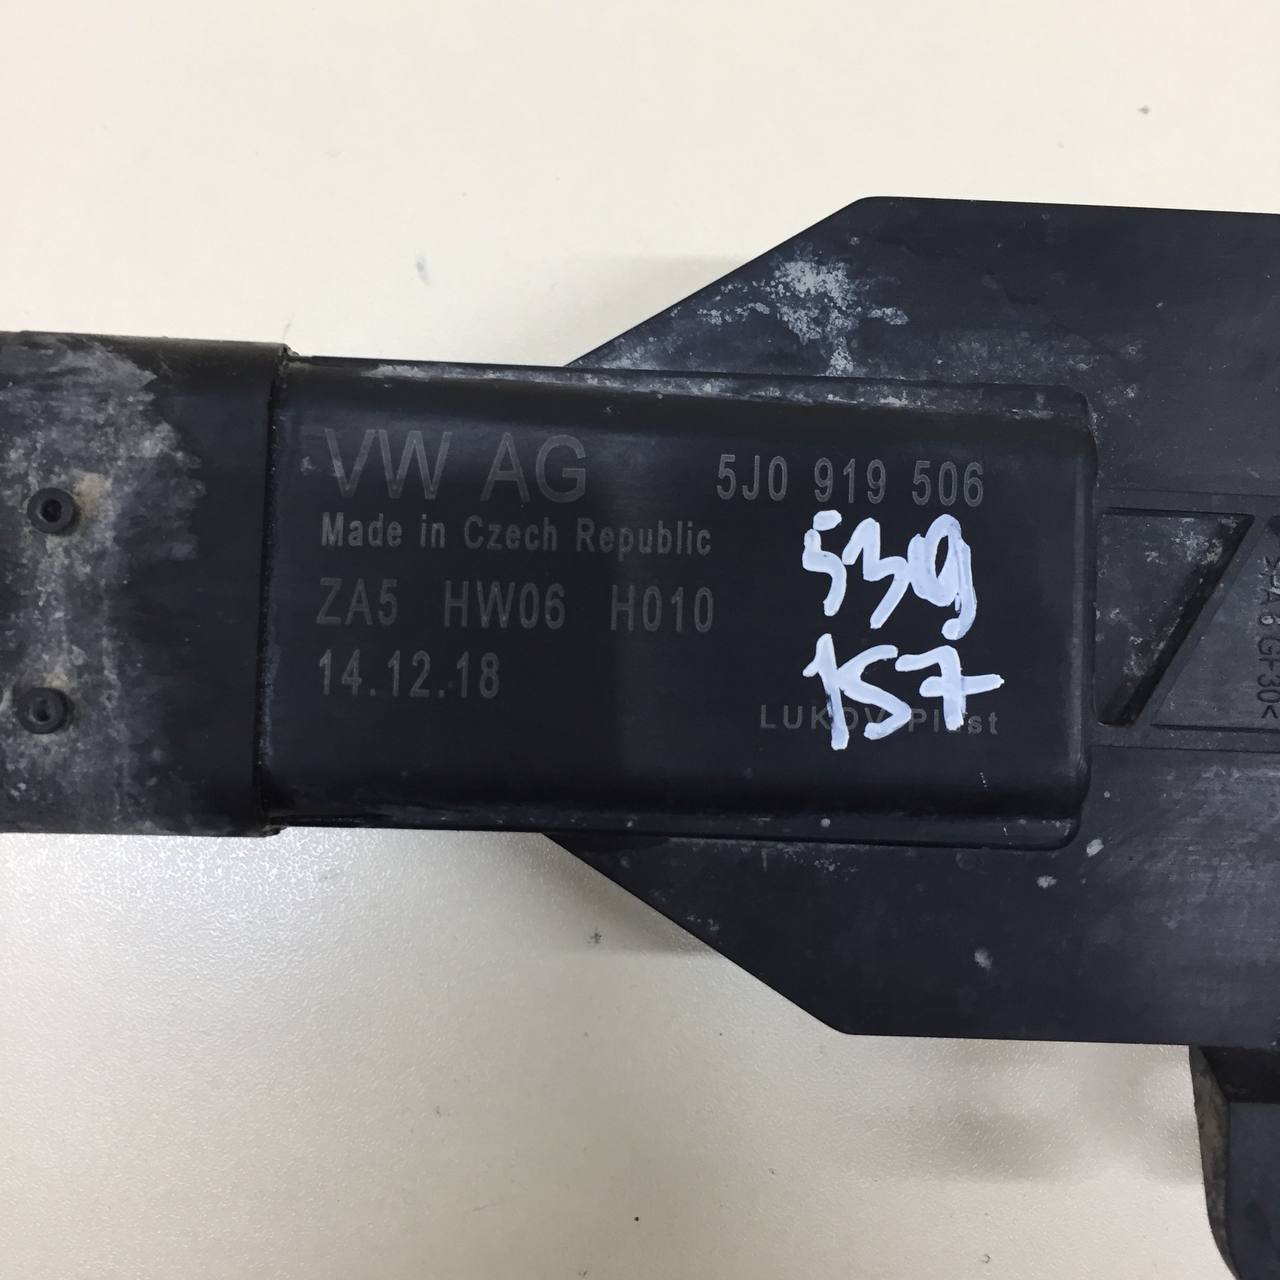 VW AG 5J0 919 506
Made in Czech Republic
539
ZA5 HW06 H010
14.12.18
157
LUKOV Plast
GF30<